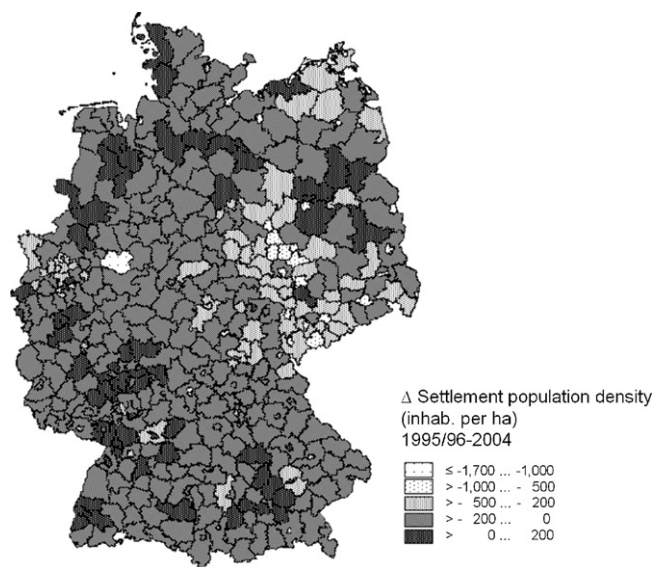 Δ Settlement population density
(inhab. per ha)
1995/96-2004
≤ -1,700 ... -1,000
> -1,000 ... - 500
> - 500 ... - 200
> - 200 ... 0
> 0 ... 200